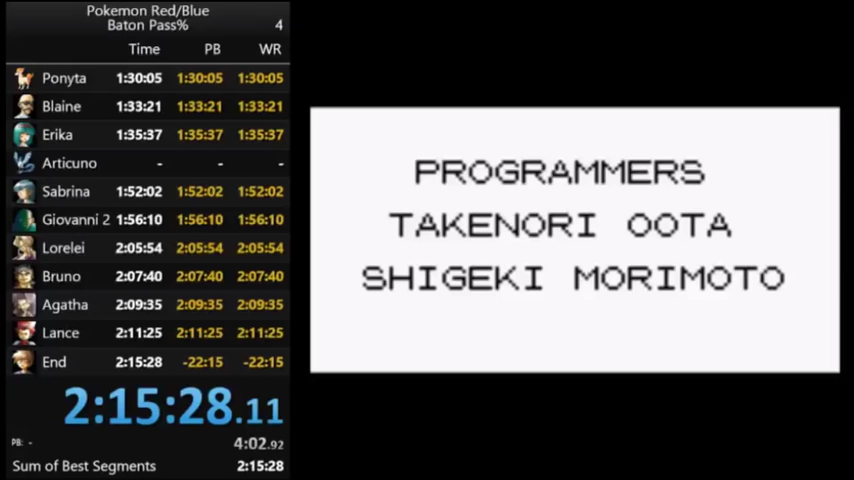 Pokemon Red/Blue
Baton Pass% 4
Time PB WR
Ponyta 1:30:05 1:30:05 1:30:05
Blaine 1:33:21 1:33:21 1:33:21
Erika 1:35:37 1:35:37 1:35:37
Articuno - - -
Sabrina 1:52:02 1:52:02 1:52:02
Giovanni 2 1:56:10 1:56:10 1:56:10
Lorelei 2:05:54 2:05:54 2:05:54
Bruno 2:07:40 2:07:40 2:07:40
Agatha 2:09:35 2:09:35 2:09:35
Lance 2:11:25 2:11:25 2:11:25
End 2:15:28 -22:15 -22:15
2:15:28.11
PB: - 4:02.92
Sum of Best Segments 2:15:28
PROGRAMMERS
TAKENORI OOTA
SHIGEKI MORIMOTO